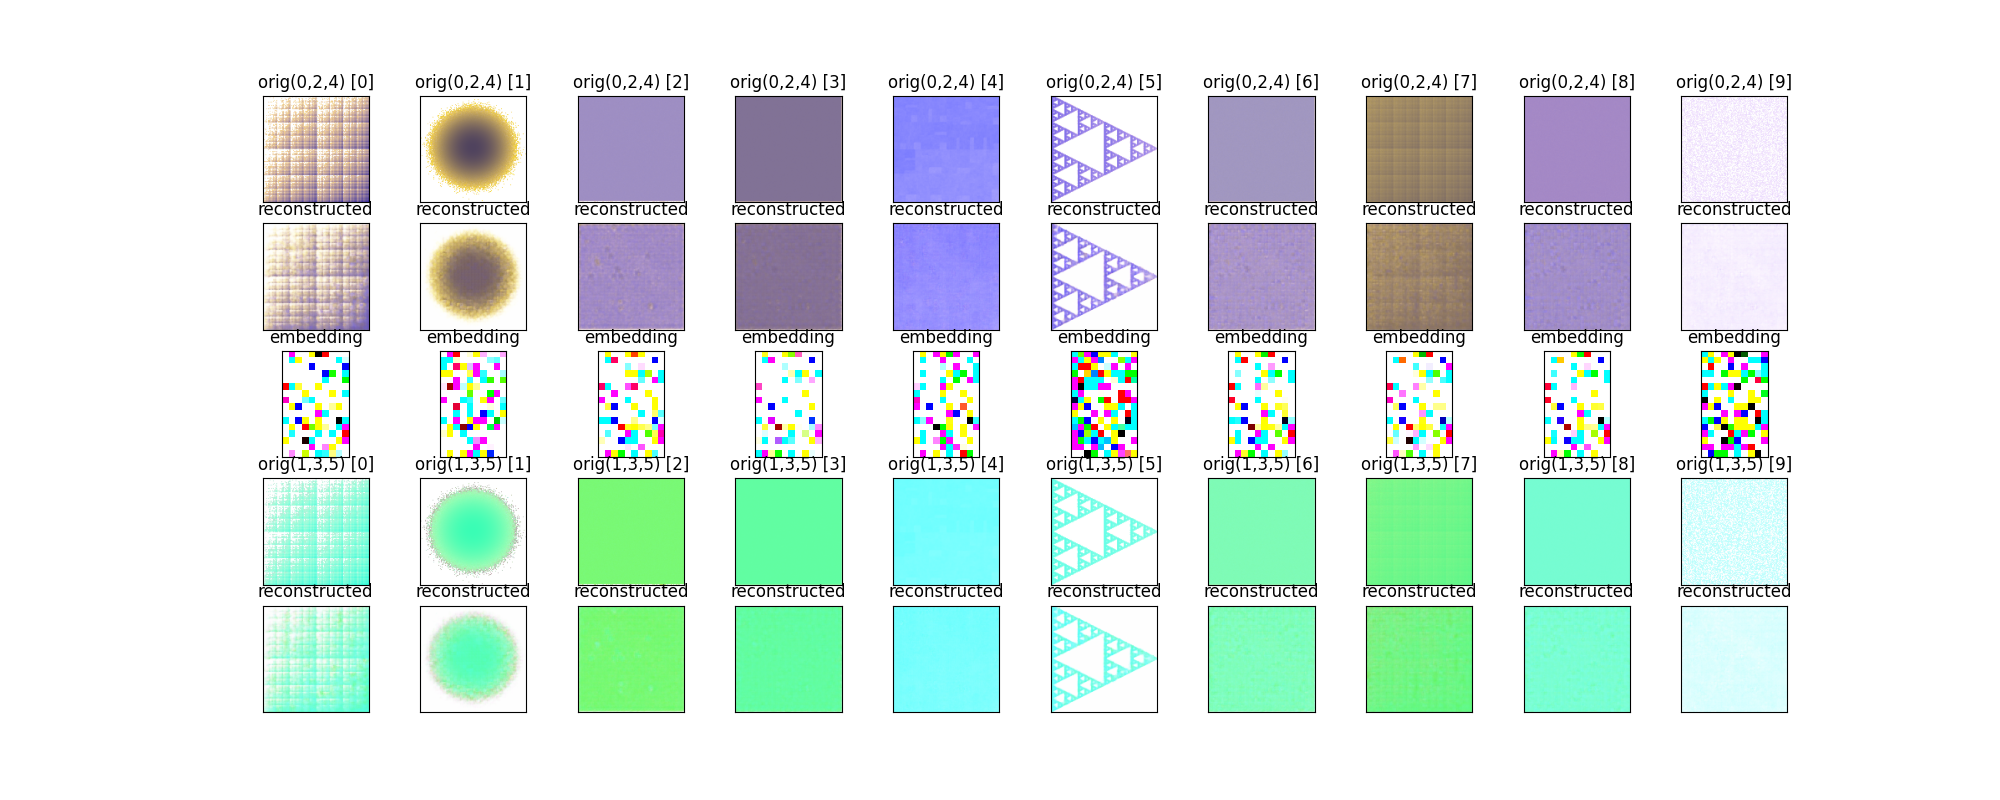 orig(0,2,4) [0] orig(0,2,4) [1] orig(0,2,4) [2] orig(0,2,4) [3] orig(0,2,4) [4] orig(0,2,4) [5] orig(0,2,4) [6] orig(0,2,4) [7] orig(0,2,4) [8] orig(0,2,4) [9]
reconstructed reconstructed reconstructed reconstructed reconstructed reconstructed reconstructed reconstructed reconstructed reconstructed
embedding embedding embedding embedding embedding embedding embedding embedding embedding embedding
orig(1,3,5) [0] orig(1,3,5) [1] orig(1,3,5) [2] orig(1,3,5) [3] orig(1,3,5) [4] orig(1,3,5) [5] orig(1,3,5) [6] orig(1,3,5) [7] orig(1,3,5) [8] orig(1,3,5) [9]
reconstructed reconstructed reconstructed reconstructed reconstructed reconstructed reconstructed reconstructed reconstructed reconstructed